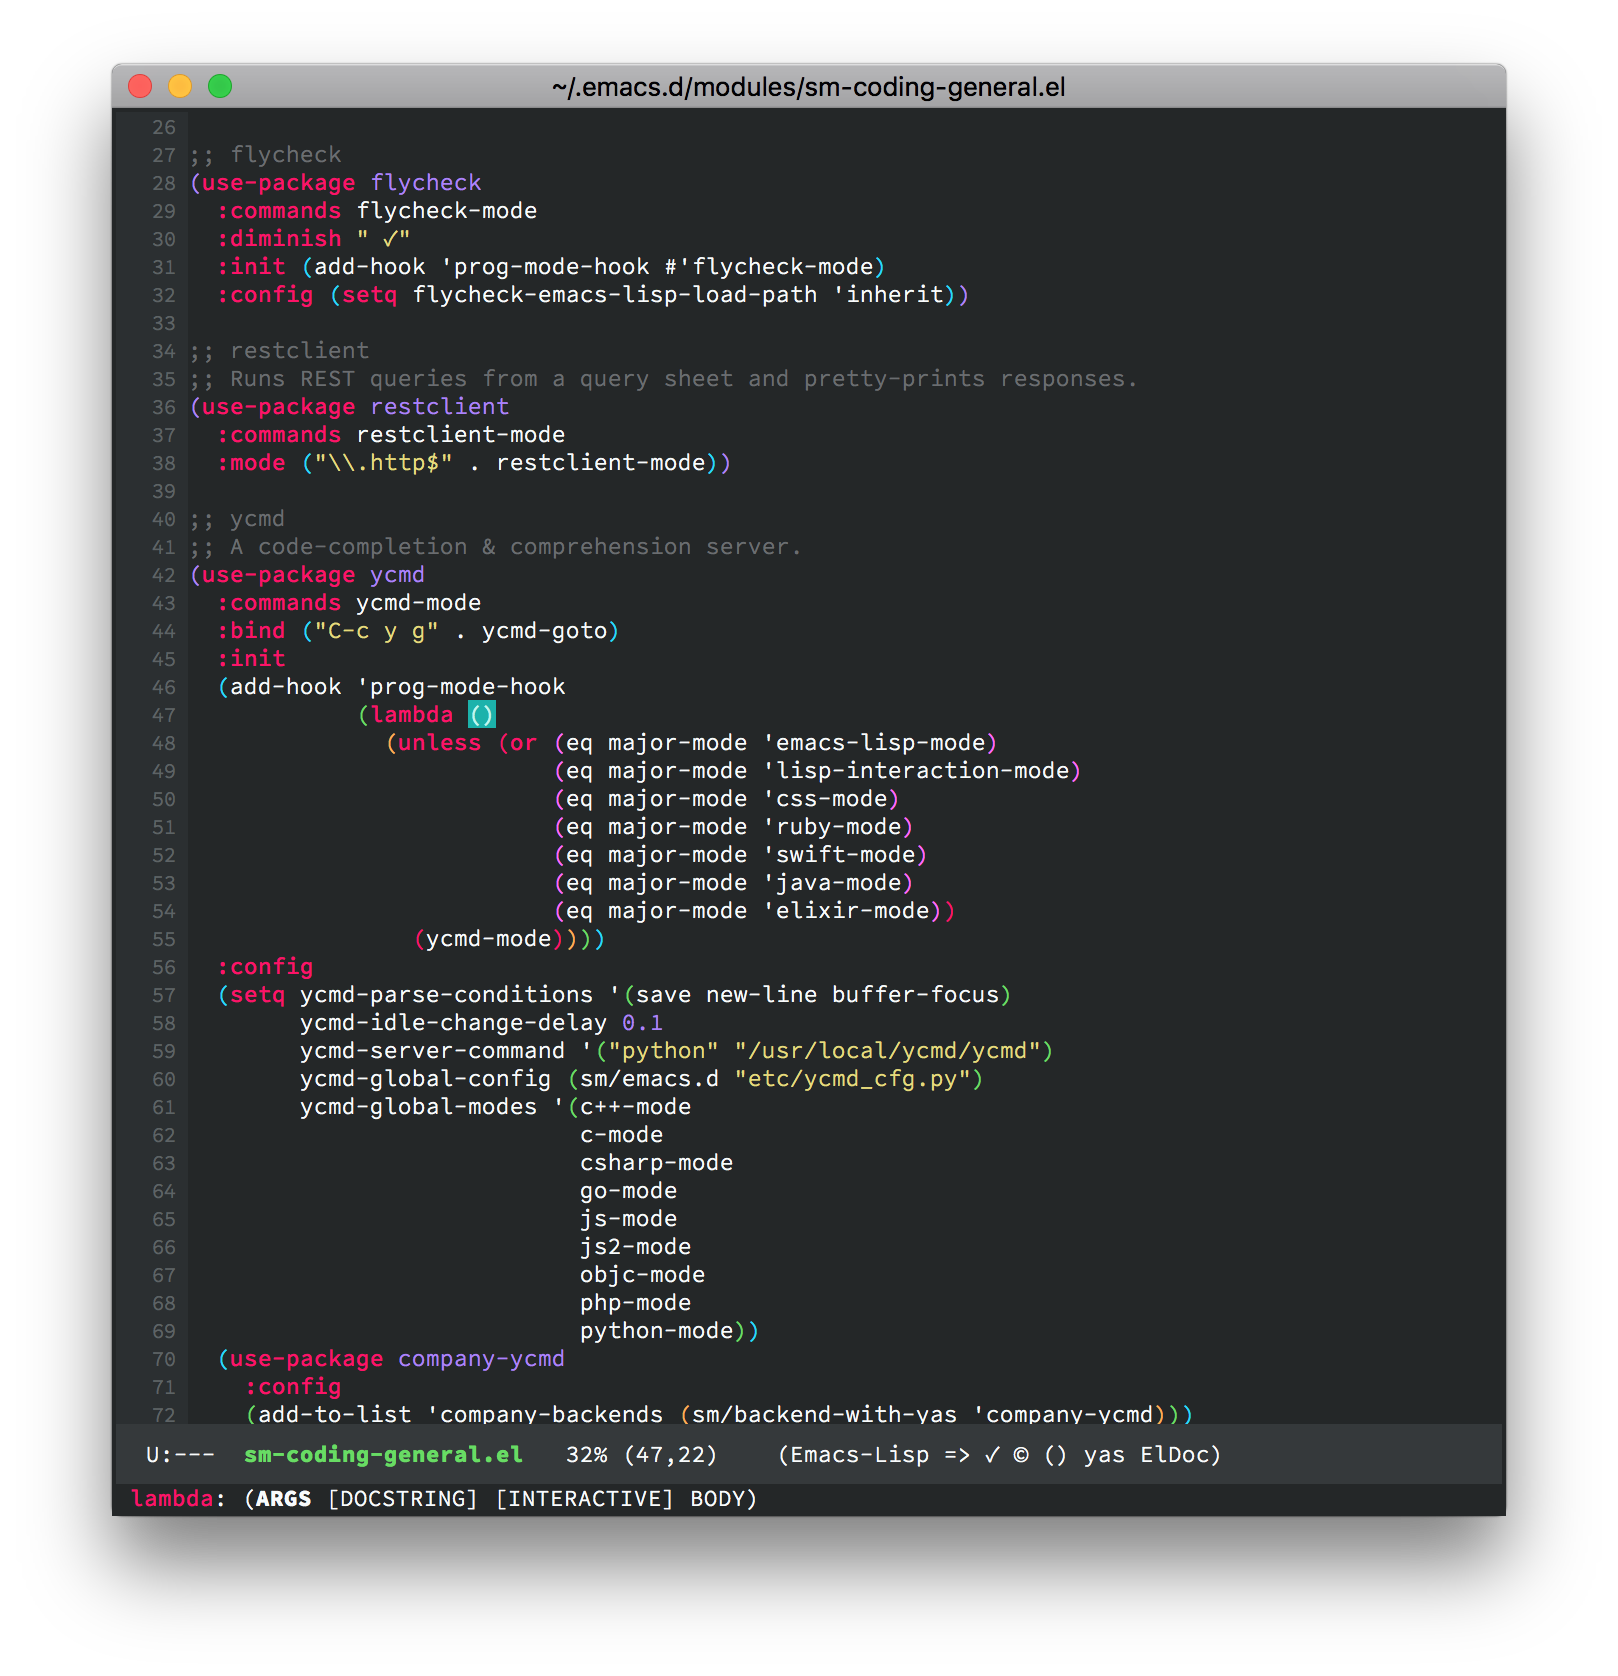 ~/.emacs.d/modules/sm-coding-general.el
26
27 ;; flycheck
28 (use-package flycheck
29   :commands flycheck-mode
30   :diminish " ✓"
31   :init (add-hook 'prog-mode-hook #'flycheck-mode)
32   :config (setq flycheck-emacs-lisp-load-path 'inherit))
33
34 ;; restclient
35 ;; Runs REST queries from a query sheet and pretty-prints responses.
36 (use-package restclient
37   :commands restclient-mode
38   :mode ("\\.http$" . restclient-mode))
39
40 ;; ycmd
41 ;; A code-completion & comprehension server.
42 (use-package ycmd
43   :commands ycmd-mode
44   :bind ("C-c y g" . ycmd-goto)
45   :init
46   (add-hook 'prog-mode-hook
47             (lambda ()
48               (unless (or (eq major-mode 'emacs-lisp-mode)
49                           (eq major-mode 'lisp-interaction-mode)
50                           (eq major-mode 'css-mode)
51                           (eq major-mode 'ruby-mode)
52                           (eq major-mode 'swift-mode)
53                           (eq major-mode 'java-mode)
54                           (eq major-mode 'elixir-mode))
55                 (ycmd-mode))))
56   :config
57   (setq ycmd-parse-conditions '(save new-line buffer-focus)
58         ycmd-idle-change-delay 0.1
59         ycmd-server-command '("python" "/usr/local/ycmd/ycmd")
60         ycmd-global-config (sm/emacs.d "etc/ycmd_cfg.py")
61         ycmd-global-modes '(c++-mode
62                             c-mode
63                             csharp-mode
64                             go-mode
65                             js-mode
66                             js2-mode
67                             objc-mode
68                             php-mode
69                             python-mode))
70   (use-package company-ycmd
71     :config
72     (add-to-list 'company-backends (sm/backend-with-yas 'company-ycmd)))
U:--- sm-coding-general.el 32% (47,22) (Emacs-Lisp => ✓ © () yas ElDoc)
lambda: (ARGS [DOCSTRING] [INTERACTIVE] BODY)